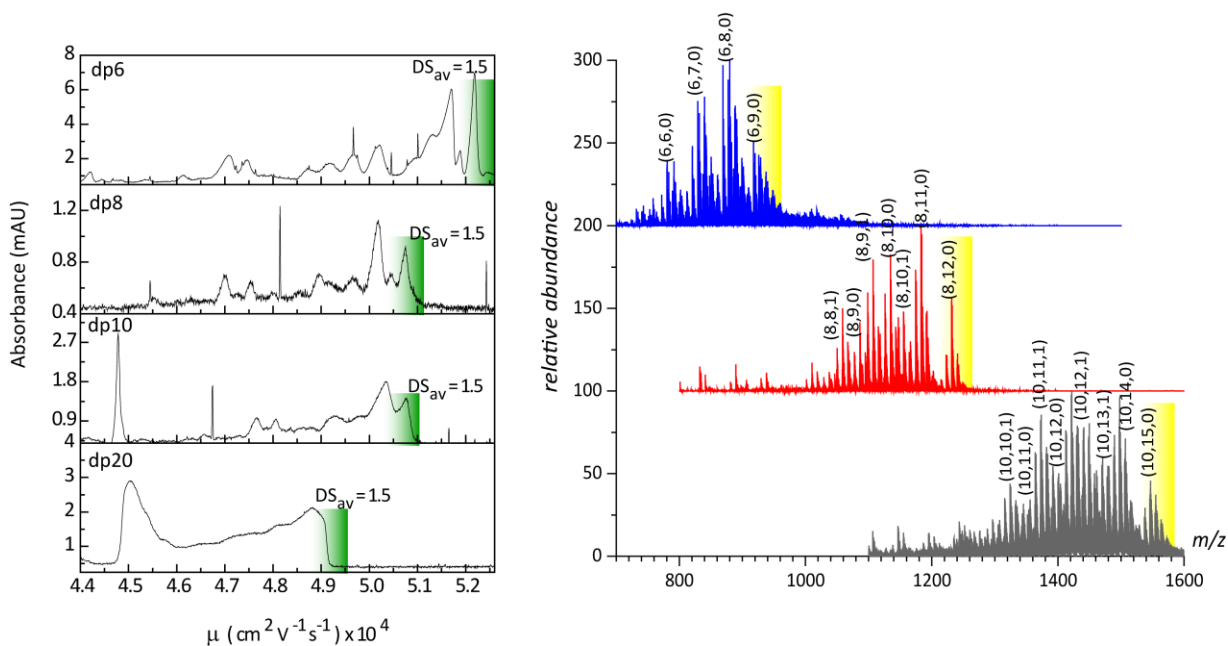 dp6
DS_av = 1.5
8
6
4
2
dp8
DS_av = 1.5
1.2
0.8
0.4
dp10
DS_av = 1.5
2.7
1.8
0.9
4
dp20
DS_av = 1.5
3
2
1
4.4 4.5 4.6 4.7 4.8 4.9 5.0 5.1 5.2
Absorbance (mAU)
μ (cm² V⁻¹s⁻¹) x 10⁴
300
250
200
150
100
50
0
relative abundance
(6,6,0)
(6,7,0)
(6,8,0)
(6,9,0)
(8,8,1)
(8,9,0)
(8,9,1)
(8,10,0)
(8,10,1)
(8,11,0)
(8,12,0)
(10,10,1)
(10,11,0)
(10,11,1)
(10,12,0)
(10,12,1)
(10,13,1)
(10,14,0)
(10,15,0)
m/z
800 1000 1200 1400 1600